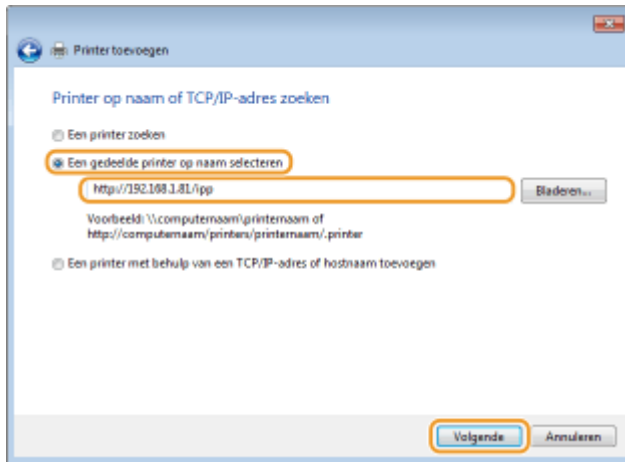 Printer toevoegen
Printer op naam of TCP/IP-adres zoeken
Een printer zoeken
Een gedeelde printer op naam selecteren
http://192.168.1.81/ipp
Bladeren...
Voorbeeld: \\computernaam\printernaam of
http://computernaam/printers/printernaam/.printer
Een printer met behulp van een TCP/IP-adres of hostnaam toevoegen
Volgende
Annuleren